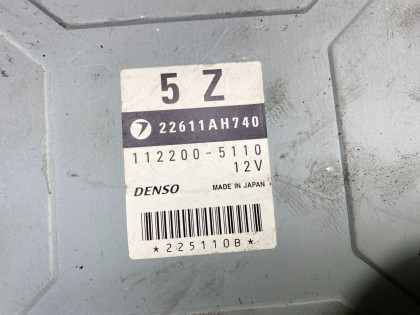 5 Z
22611AH740
112200-5110
12V
DENSO MADE IN JAPAN
*225110B*